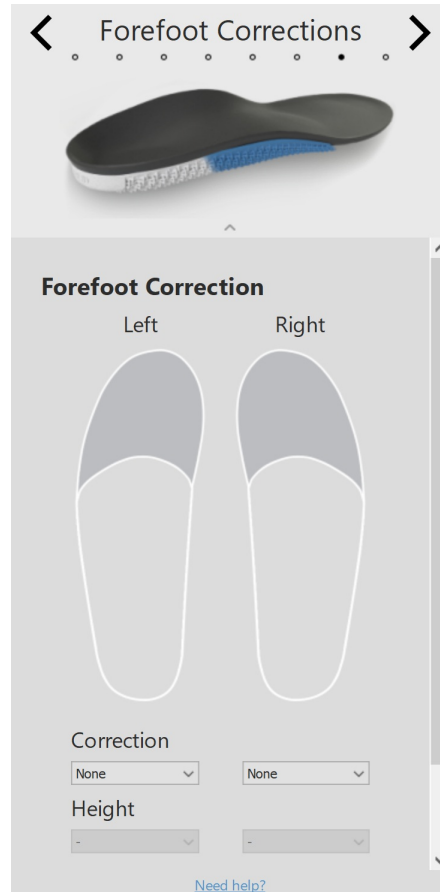 Forefoot Corrections
Forefoot Correction
Left Right
Correction
None None
Height
- -
Need help?